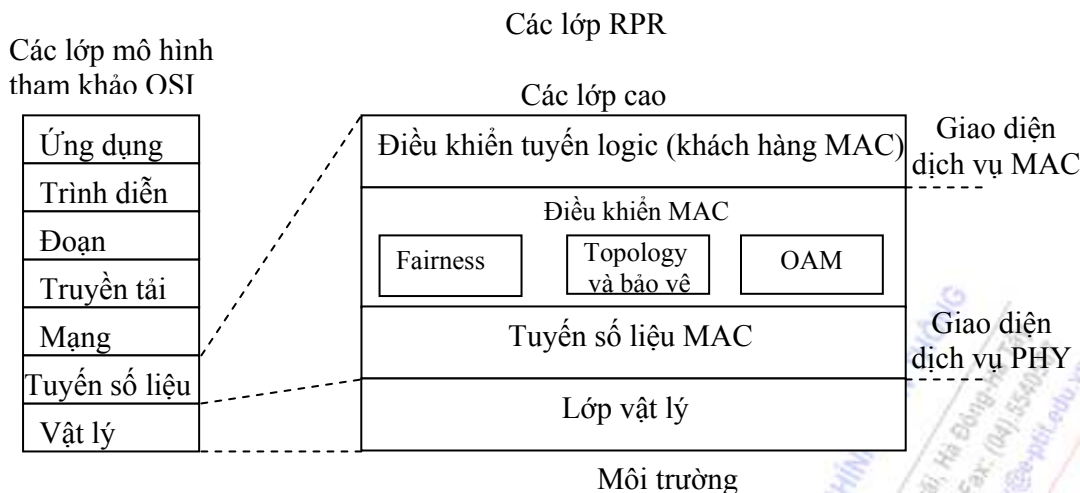 Các lớp RPR
Các lớp mô hình
tham khảo OSI
Các lớp cao
Ứng dụng
Trình diễn
Đoạn
Truyền tải
Mạng
Tuyến số liệu
Vật lý
Điều khiển tuyến logic (khách hàng MAC)
Giao diện
dịch vụ MAC
Điều khiển MAC
Fairness
Topology
và bảo vê
OAM
Tuyến số liệu MAC
Giao diện
dịch vụ PHY
Lớp vật lý
Môi trường